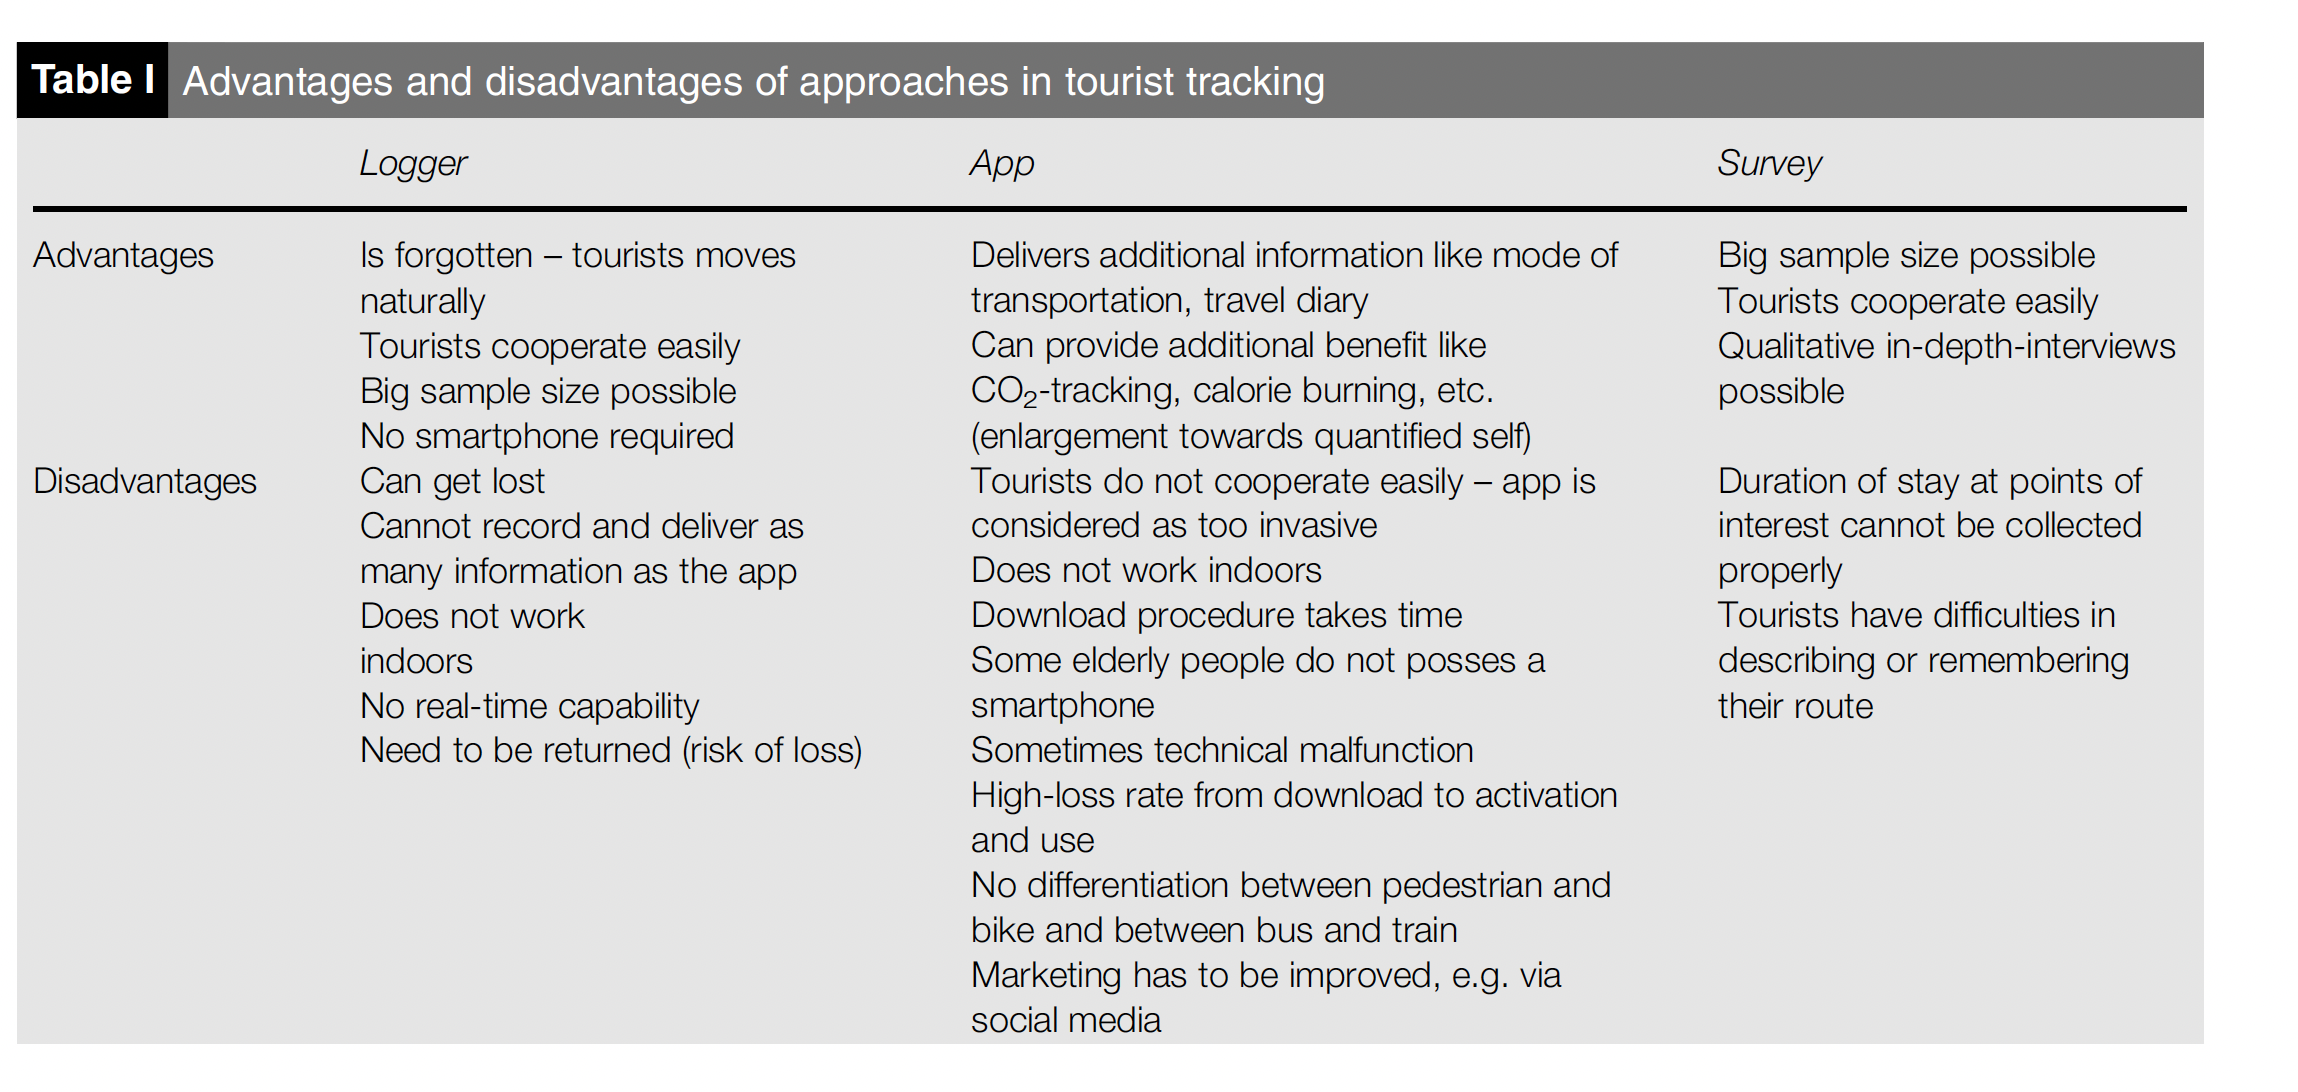 Table I Advantages and disadvantages of approaches in tourist tracking
Logger App Survey
Advantages
Is forgotten – tourists moves
naturally
Tourists cooperate easily
Big sample size possible
No smartphone required
Delivers additional information like mode of
transportation, travel diary
Can provide additional benefit like
CO₂-tracking, calorie burning, etc.
(enlargement towards quantified self)
Big sample size possible
Tourists cooperate easily
Qualitative in-depth-interviews
possible
Disadvantages
Can get lost
Cannot record and deliver as
many information as the app
Does not work
indoors
No real-time capability
Need to be returned (risk of loss)
Tourists do not cooperate easily – app is
considered as too invasive
Does not work indoors
Download procedure takes time
Some elderly people do not posses a
smartphone
Sometimes technical malfunction
High-loss rate from download to activation
and use
No differentiation between pedestrian and
bike and between bus and train
Marketing has to be improved, e.g. via
social media
Duration of stay at points of
interest cannot be collected
properly
Tourists have difficulties in
describing or remembering
their route